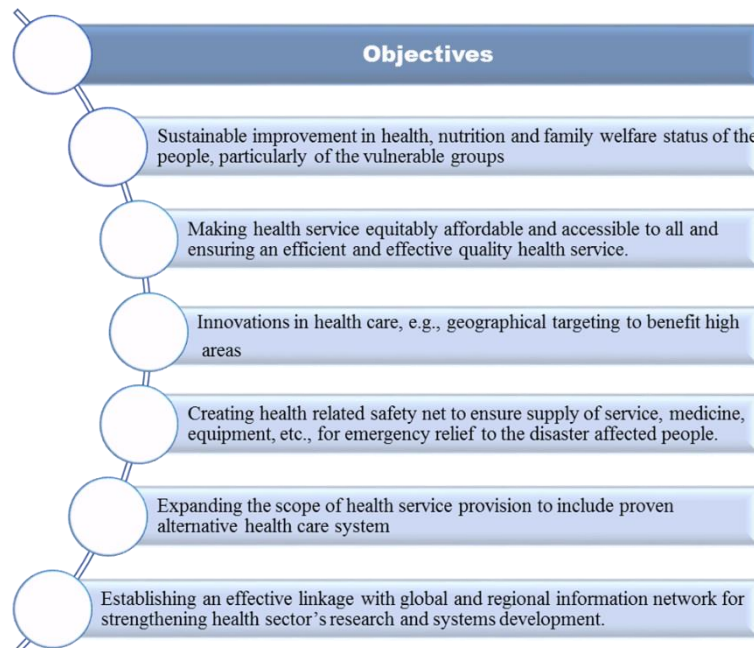 Objectives
Sustainable improvement in health, nutrition and family welfare status of the
people, particularly of the vulnerable groups
Making health service equitably affordable and accessible to all and
ensuring an efficient and effective quality health service.
Innovations in health care, e.g., geographical targeting to benefit high
areas
Creating health related safety net to ensure supply of service, medicine,
equipment, etc., for emergency relief to the disaster affected people.
Expanding the scope of health service provision to include proven
alternative health care system
Establishing an effective linkage with global and regional information network for
strengthening health sector’s research and systems development.